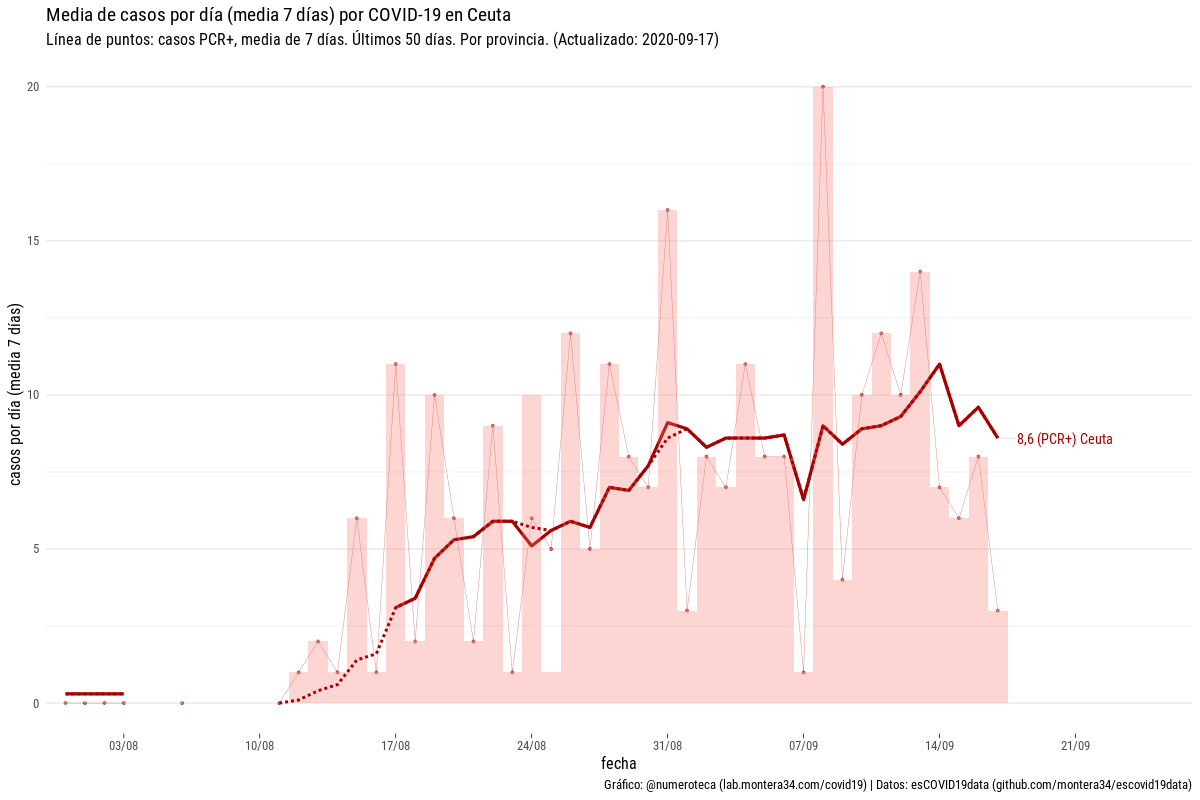 Media de casos por día (media 7 días) por COVID-19 en Ceuta
Línea de puntos: casos PCR+, media de 7 días. Últimos 50 días. Por provincia. (Actualizado: 2020-09-17)
casos por día (media 7 días)
20
15
10
5
0
8,6 (PCR+) Ceuta
03/08
10/08
17/08
24/08
31/08
07/09
14/09
21/09
fecha
Gráfico: @numeroteca (lab.montera34.com/covid19) | Datos: esCOVID19data (github.com/montera34/escovid19data)